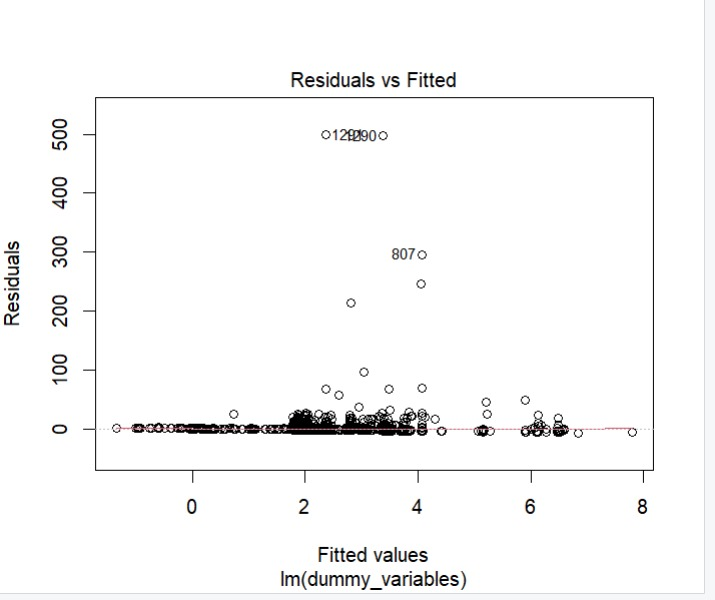 Residuals vs Fitted
500
400
300
200
100
0
Residuals
1290
807
0 2 4 6 8
Fitted values
lm(dummy_variables)